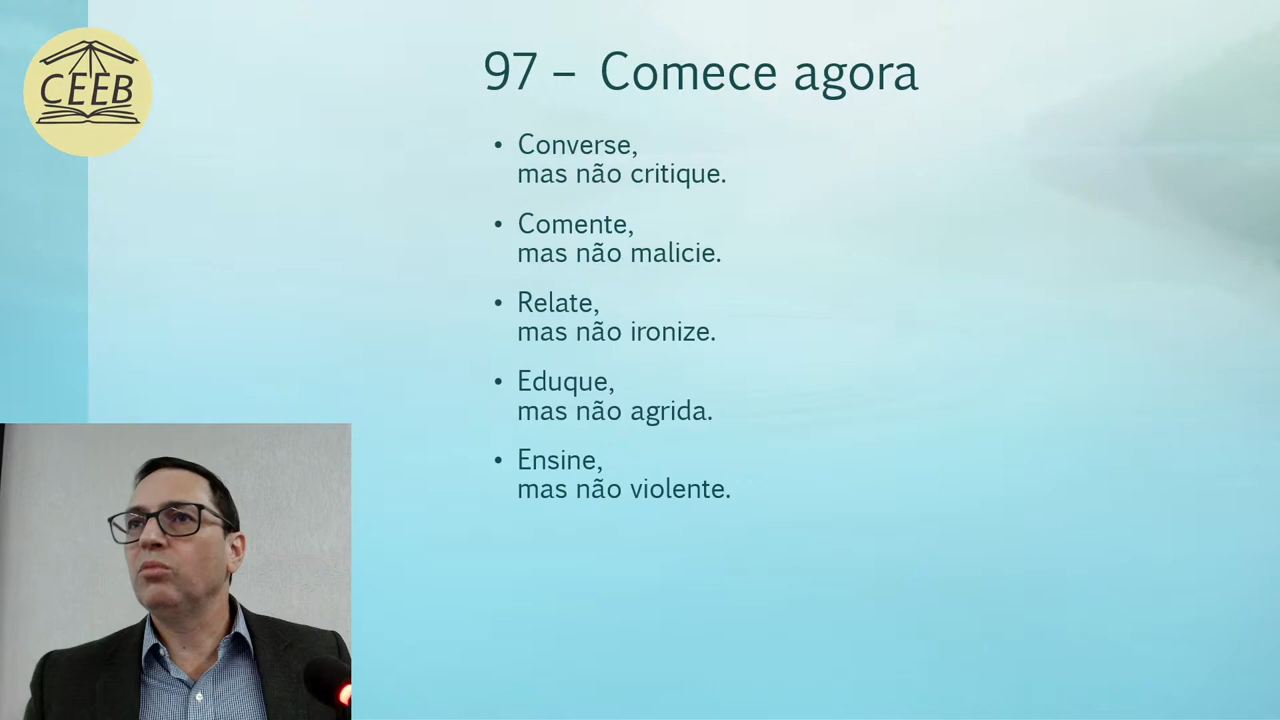 CEEB
97 – Comece agora
• Converse,
mas não critique.
• Comente,
mas não malicie.
• Relate,
mas não ironize.
• Eduque,
mas não agrida.
• Ensine,
mas não violente.